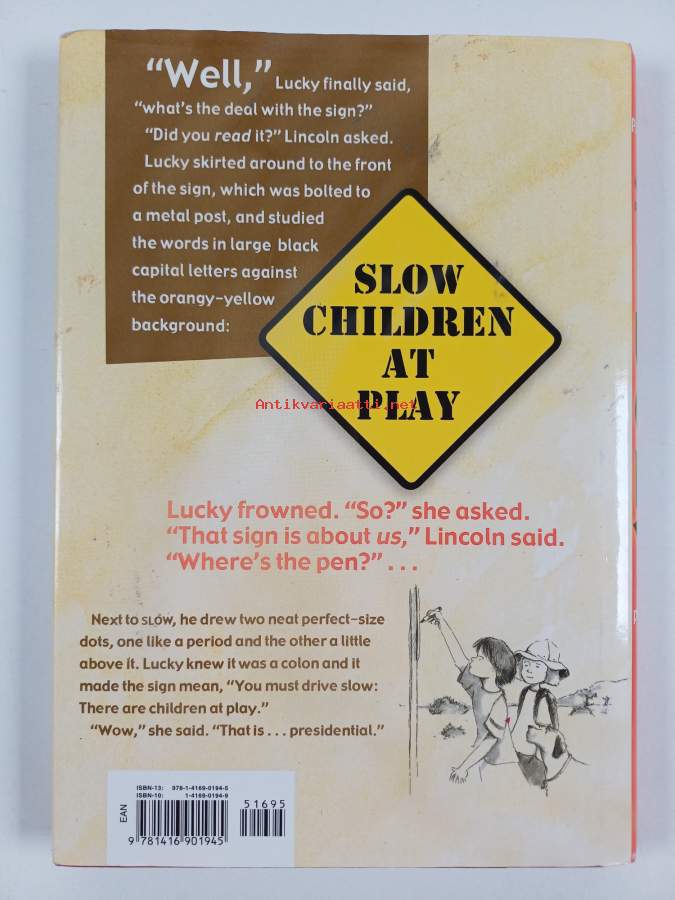 “Well,” Lucky finally said,
“what’s the deal with the sign?”
“Did you read it?” Lincoln asked.
Lucky skirted around to the front
of the sign, which was bolted to
a metal post, and studied
the words in large black
capital letters against
the orangy-yellow
background:
SLOW
CHILDREN
AT
PLAY
Antikvariaatti.net
Lucky frowned. “So?” she asked.
“That sign is about us,” Lincoln said.
“Where’s the pen?” . . .
Next to SLOW, he drew two neat perfect-size
dots, one like a period and the other a little
above it. Lucky knew it was a colon and it
made the sign mean, “You must drive slow:
There are children at play.”
“Wow,” she said. “That is . . . presidential.”
ISBN-13: 978-1-4169-0194-5
ISBN-10: 1-4169-0194-9
51695
EAN
9 781416 901945